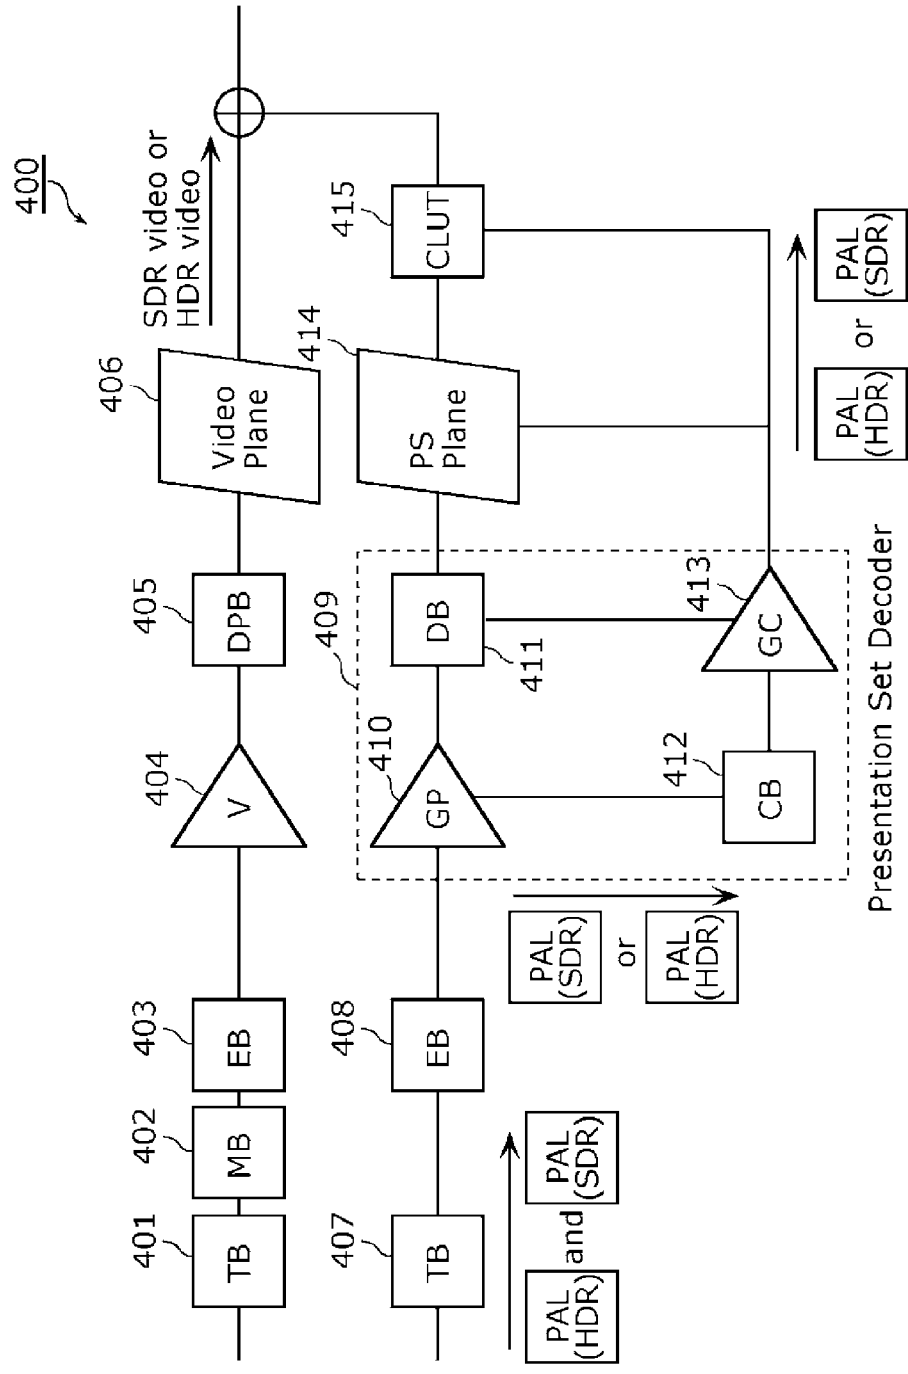 400
SDR video or
HDR video
401
TB
402
MB
403
EB
404
V
405
DPB
406
Video
Plane
407
TB
408
EB
409
410
GP
411
DB
414
PS
Plane
415
CLUT
412
CB
413
GC
PAL
(HDR)
and
PAL
(SDR)
PAL
(SDR)
or
PAL
(HDR)
PAL
(HDR)
or
PAL
(SDR)
Presentation Set Decoder